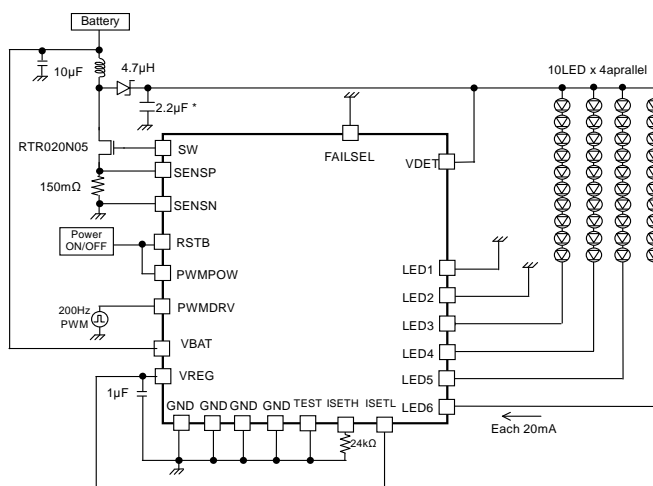 Battery
4.7μH
10μF
2.2μF *
10LED x 4aprallel
RTR020N05
SW
FAILSEL
VDET
SENSP
150mΩ
SENSN
Power
ON/OFF
RSTB
PWMPOW
LED1
LED2
200Hz
PWM
PWMDRV
LED3
VBAT
LED4
VREG
LED5
1μF
GND
GND
GND
GND
TEST
ISETH
ISETL
LED6
24kΩ
Each 20mA